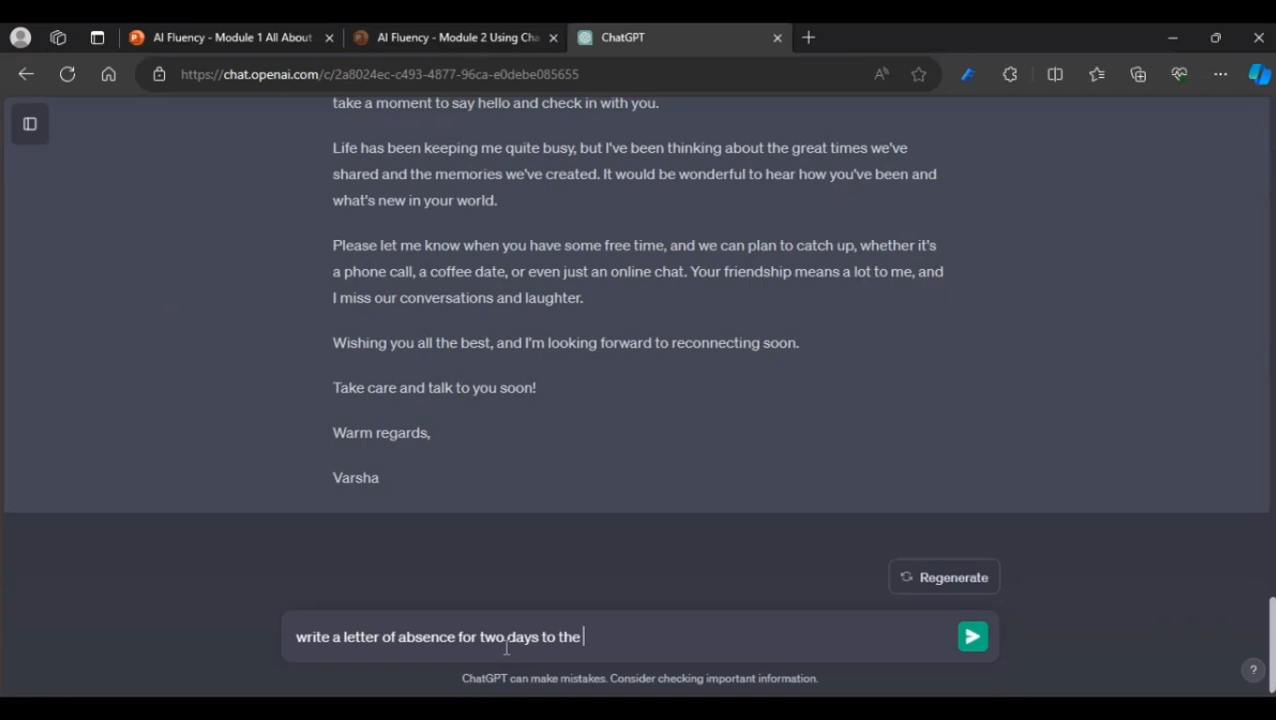 AI Fluency - Module 1 All About
AI Fluency - Module 2 Using Cha
ChatGPT
https://chat.openai.com/c/2a8024ec-c493-4877-96ca-e0debe085655
take a moment to say hello and check in with you.
Life has been keeping me quite busy, but I've been thinking about the great times we've
shared and the memories we've created. It would be wonderful to hear how you've been and
what's new in your world.
Please let me know when you have some free time, and we can plan to catch up, whether it's
a phone call, a coffee date, or even just an online chat. Your friendship means a lot to me, and
I miss our conversations and laughter.
Wishing you all the best, and I'm looking forward to reconnecting soon.
Take care and talk to you soon!
Warm regards,
Varsha
Regenerate
write a letter of absence for two days to the
ChatGPT can make mistakes. Consider checking important information.
?